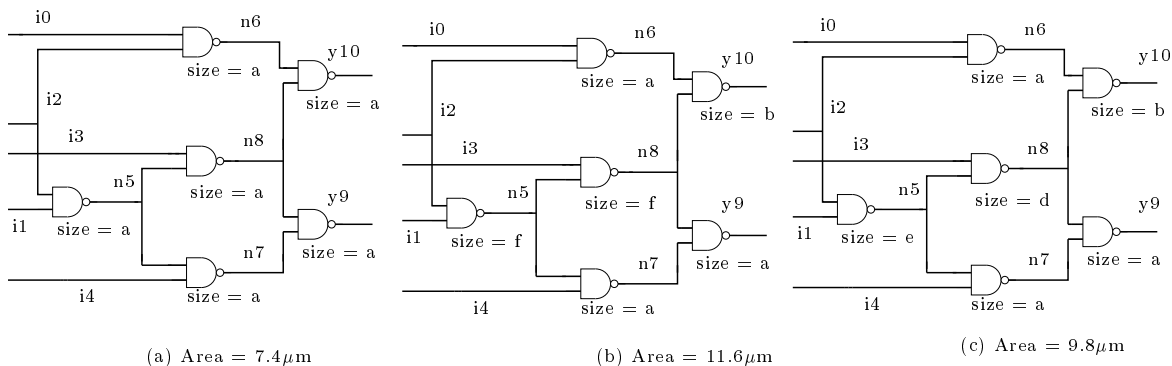 i0
n6
y10
size = a
size = a
i2
i3
n8
n5
size = a
y9
i1
size = a
n7
size = a
i4
size = a
(a) Area = 7.4μm
i0
n6
y10
size = a
i2
size = b
i3
n8
n5
size = f
y9
i1
size = f
n7
size = a
i4
size = a
(b) Area = 11.6μm
i0
n6
y10
size = a
i2
size = b
i3
n8
n5
size = d
y9
i1
size = e
n7
size = a
i4
size = a
(c) Area = 9.8μm